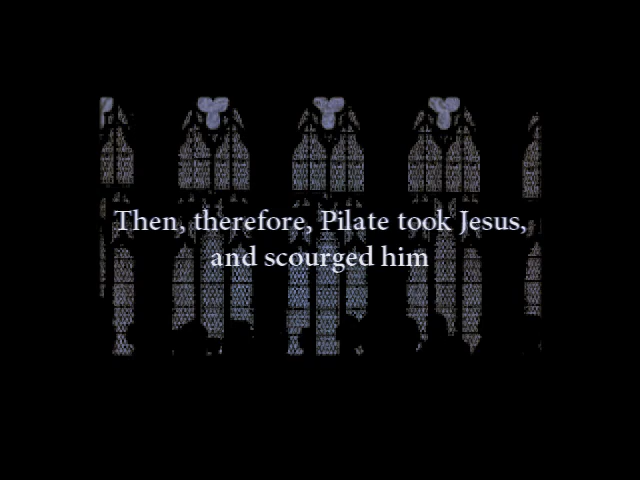 Then, therefore, Pilate took Jesus,
and scourged him